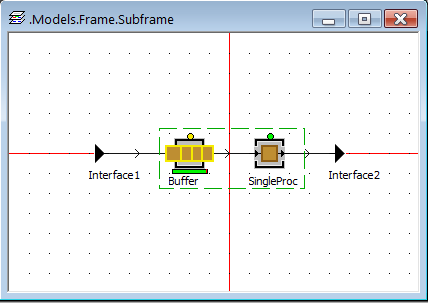 .Models.Frame.Subframe
Interface1
Buffer
SingleProc
Interface2